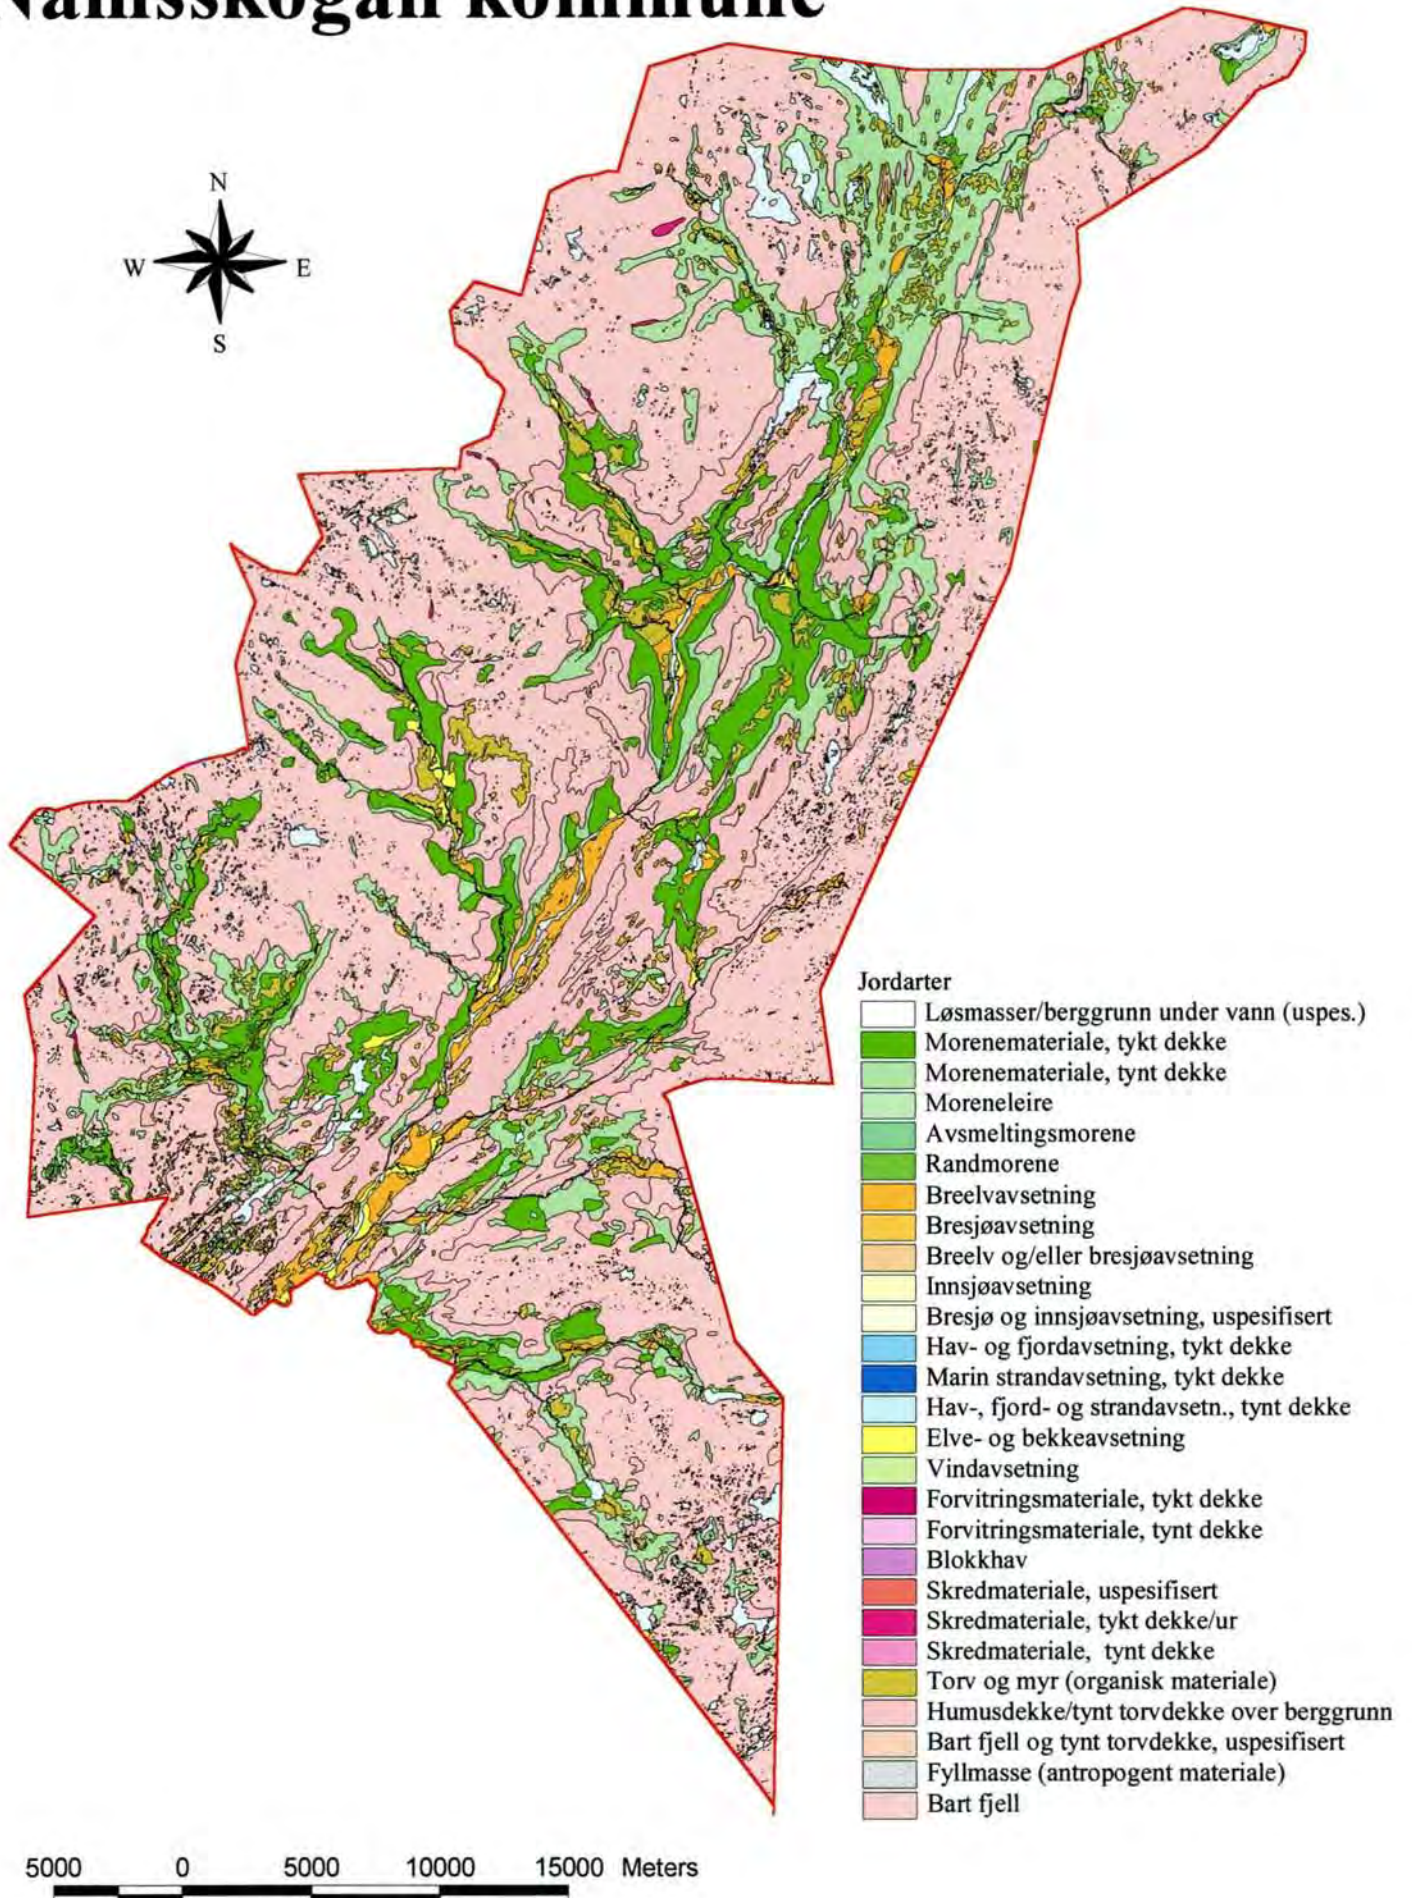 Namsskogan kommune
N
W E
S
Jordarter
Løsmasser/berggrunn under vann (uspes.)
Morenemateriale, tykt dekke
Morenemateriale, tynt dekke
Moreneleire
Avsmeltingsmorene
Randmorene
Breelvavsetning
Bresjøavsetning
Breelv og/eller bresjøavsetning
Innsjøavsetning
Bresjø og innsjøavsetning, uspesifisert
Hav- og fjordavsetning, tykt dekke
Marin strandavsetning, tykt dekke
Hav-, fjord- og strandavsetn., tynt dekke
Elve- og bekkeavsetning
Vindavsetning
Forvitringsmateriale, tykt dekke
Forvitringsmateriale, tynt dekke
Blokkhav
Skredmateriale, uspesifisert
Skredmateriale, tykt dekke/ur
Skredmateriale, tynt dekke
Torv og myr (organisk materiale)
Humusdekke/tynt torvdekke over berggrunn
Bart fjell og tynt torvdekke, uspesifisert
Fyllmasse (antropogent materiale)
Bart fjell
5000 0 5000 10000 15000 Meters